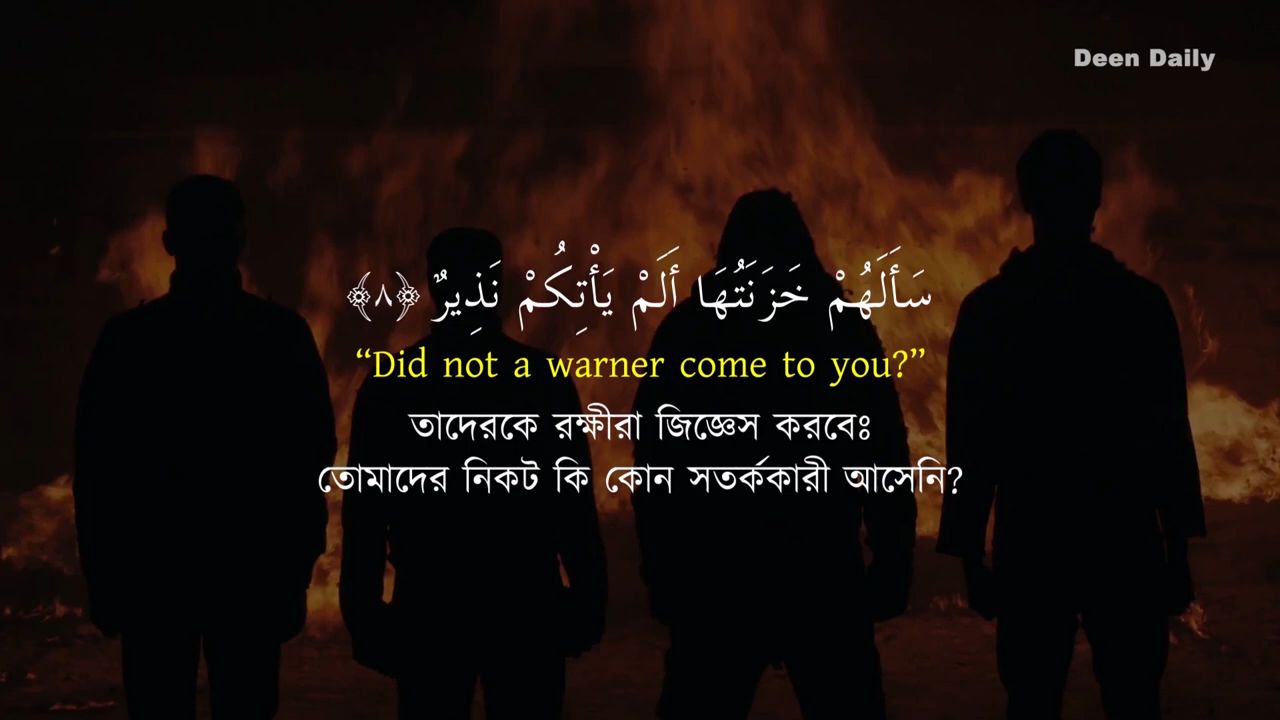 Deen Daily
سَأَلَهُمْ خَزَنَتُهَا أَلَمْ يَأْتِكُمْ نَذِيرٌ ﴿٨﴾
“Did not a warner come to you?”
তাদেরকে রক্ষীরা জিজ্ঞেস করবেঃ
তোমাদের নিকট কি কোন সতর্ককারী আসেনি?